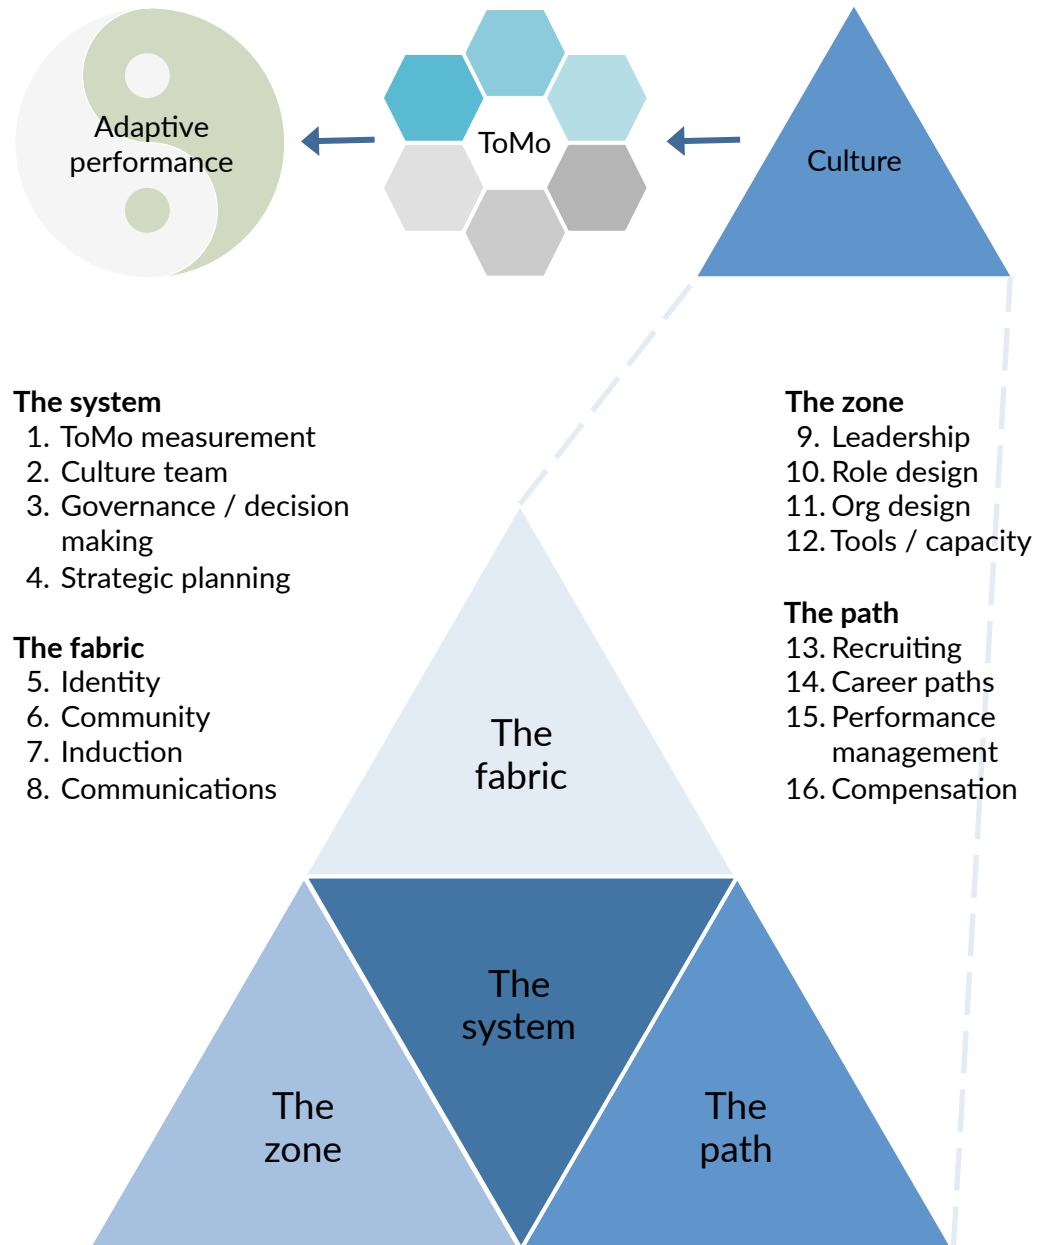 Adaptive
performance
ToMo
Culture
The system
1. ToMo measurement
2. Culture team
3. Governance / decision
making
4. Strategic planning
The fabric
5. Identity
6. Community
7. Induction
8. Communications
The zone
9. Leadership
10. Role design
11. Org design
12. Tools / capacity
The path
13. Recruiting
14. Career paths
15. Performance
management
16. Compensation
The
fabric
The
system
The
zone
The
path